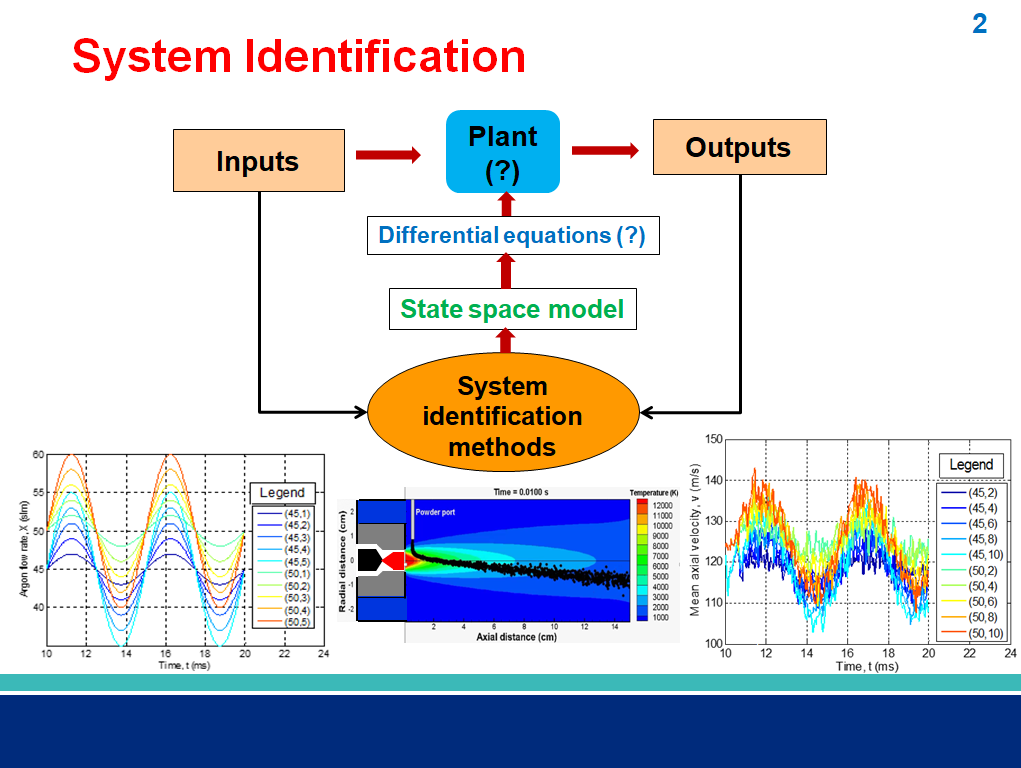 2
System Identification
Inputs
Plant
(?)
Outputs
Differential equations (?)
State space model
System
identification
methods
60
55
50
45
40
Argon flow rate, X (slm)
10 12 14 16 18 20 22 24
Time, t (ms)
Legend
(45,1)
(45,2)
(45,3)
(45,4)
(45,5)
(50,1)
(50,2)
(50,3)
(50,4)
(50,5)
Time = 0.0100 s
Temperature (K)
Powder port
Radial distance (cm)
2
1
0
-1
-2
2 4 6 8 10 12 14
Axial distance (cm)
12000
11000
10000
9000
8000
7000
6000
5000
4000
3000
2000
1000
150
140
130
120
110
100
Mean axial velocity, v (m/s)
10 12 14 16 18 20 22 24
Time, t (ms)
Legend
(45,2)
(45,4)
(45,6)
(45,8)
(45,10)
(50,2)
(50,4)
(50,6)
(50,8)
(50,10)